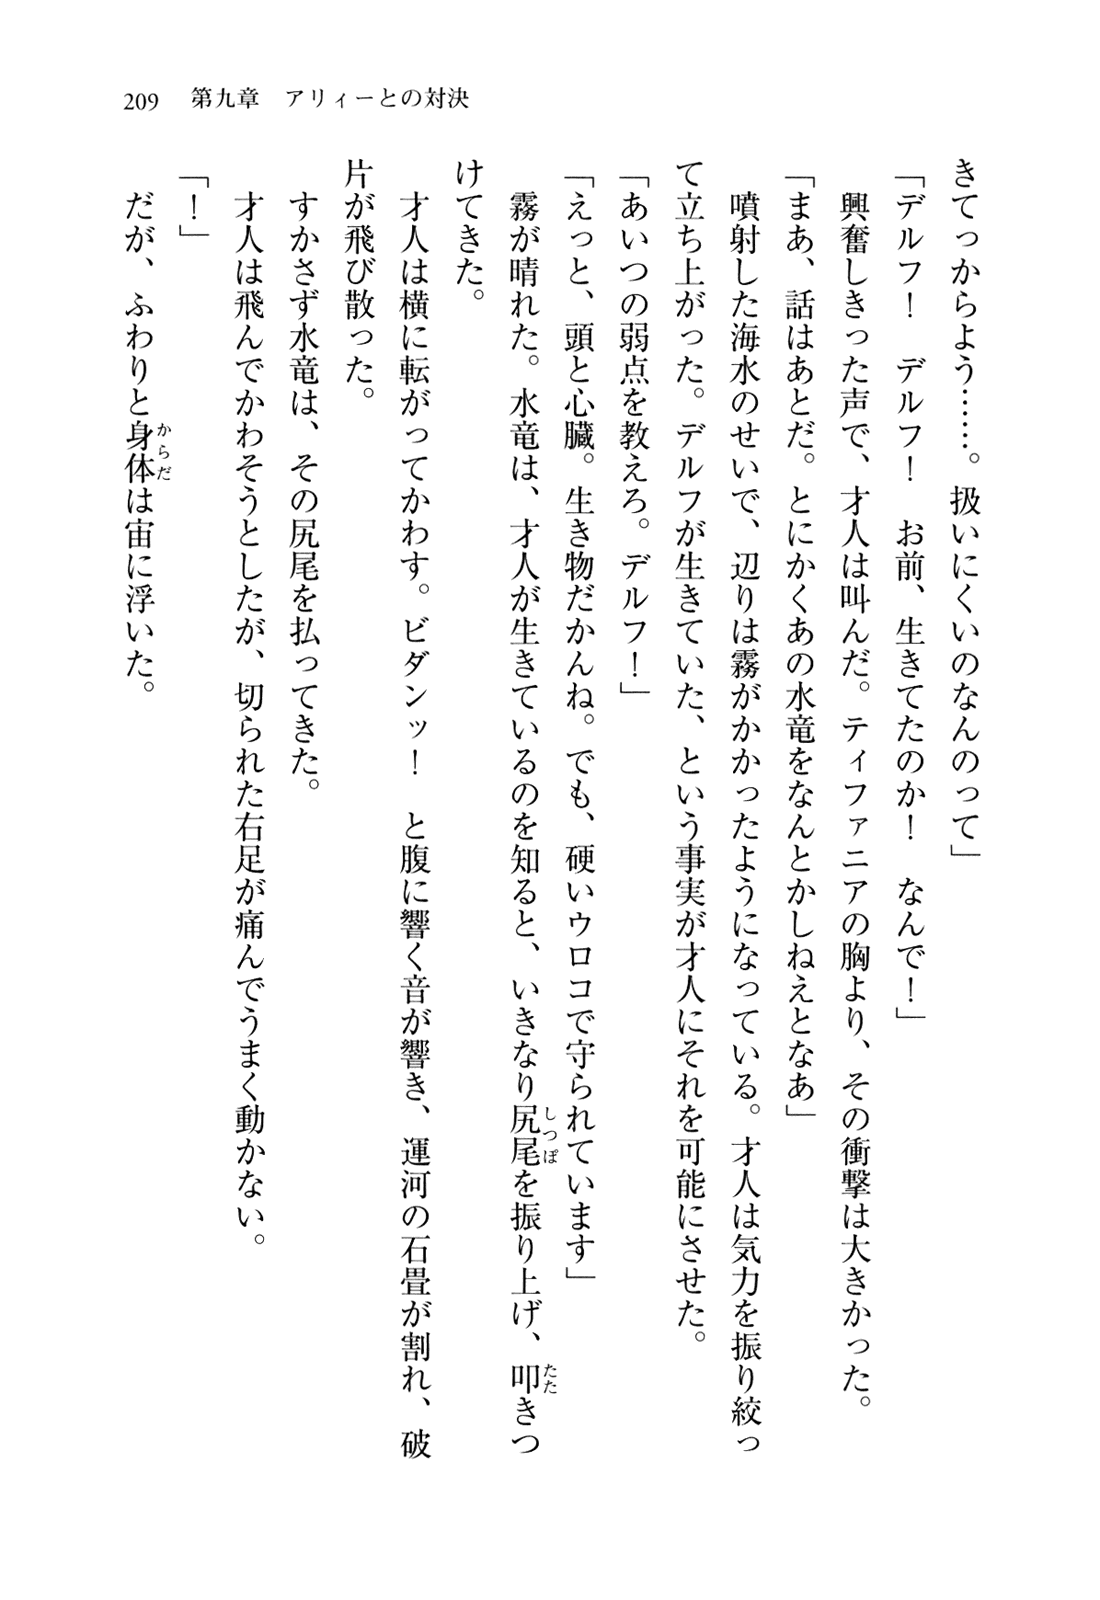 209　第九章　アリィーとの対決
きてっからよう……。扱いにくいのなんのって」
「デルフ！　デルフ！　お前、生きてたのか！　なんで！」
　興奮しきった声で、才人は叫んだ。ティファニアの胸より、その衝撃は大きかった。
「まあ、話はあとだ。とにかくあの水竜をなんとかしねえとなあ」
　噴射した海水のせいで、辺りは霧がかかったようになっている。才人は気力を振り絞っ
て立ち上がった。デルフが生きていた、という事実が才人にそれを可能にさせた。
「あいつの弱点を教えろ。デルフ！」
「えっと、頭と心臓。生き物だかんね。でも、硬いウロコで守られています」
　霧が晴れた。水竜は、才人が生きているのを知ると、いきなり尻尾しっぽを振り上げ、叩たたきつ
けてきた。
　才人は横に転がってかわす。ビダンッ！　と腹に響く音が響き、運河の石畳が割れ、破
片が飛び散った。
　すかさず水竜は、その尻尾を払ってきた。
　才人は飛んでかわそうとしたが、切られた右足が痛んでうまく動かない。
「！」
　だが、ふわりと身体からだは宙に浮いた。